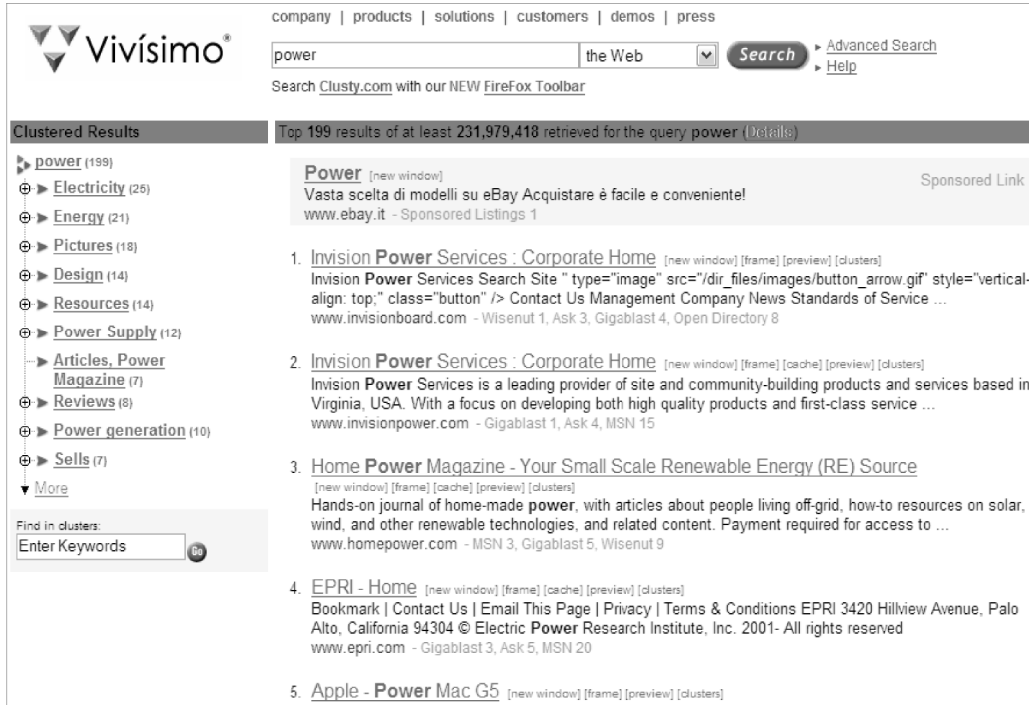 company | products | solutions | customers | demos | press
Vivísimo®
power the Web Search Advanced Search
Help
Search Clusty.com with our NEW FireFox Toolbar
Clustered Results
power (199)
Electricity (25)
Energy (21)
Pictures (18)
Design (14)
Resources (14)
Power Supply (12)
Articles, Power
Magazine (7)
Reviews (8)
Power generation (10)
Sells (7)
More
Find in clusters:
Enter Keywords Go
Top 199 results of at least 231,979,418 retrieved for the query power (Details)
Power [new window] Sponsored Link
Vasta scelta di modelli su eBay Acquistare è facile e conveniente!
www.ebay.it - Sponsored Listings 1
1. Invision Power Services : Corporate Home [new window] [frame] [preview] [clusters]
Invision Power Services Search Site " type="image" src="/dir_files/images/button_arrow.gif" style="vertical-
align: top;" class="button" /> Contact Us Management Company News Standards of Service ...
www.invisionboard.com - Wisenut 1, Ask 3, Gigablast 4, Open Directory 8
2. Invision Power Services : Corporate Home [new window] [frame] [cache] [preview] [clusters]
Invision Power Services is a leading provider of site and community-building products and services based in
Virginia, USA. With a focus on developing both high quality products and first-class service ...
www.invisionpower.com - Gigablast 1, Ask 4, MSN 15
3. Home Power Magazine - Your Small Scale Renewable Energy (RE) Source
[new window] [frame] [cache] [preview] [clusters]
Hands-on journal of home-made power, with articles about people living off-grid, how-to resources on solar,
wind, and other renewable technologies, and related content. Payment required for access to ...
www.homepower.com - MSN 3, Gigablast 5, Wisenut 9
4. EPRI - Home [new window] [frame] [cache] [preview] [clusters]
Bookmark | Contact Us | Email This Page | Privacy | Terms & Conditions EPRI 3420 Hillview Avenue, Palo
Alto, California 94304 © Electric Power Research Institute, Inc. 2001- All rights reserved
www.epri.com - Gigablast 3, Ask 5, MSN 20
5. Apple - Power Mac G5 [new window] [frame] [preview] [clusters]